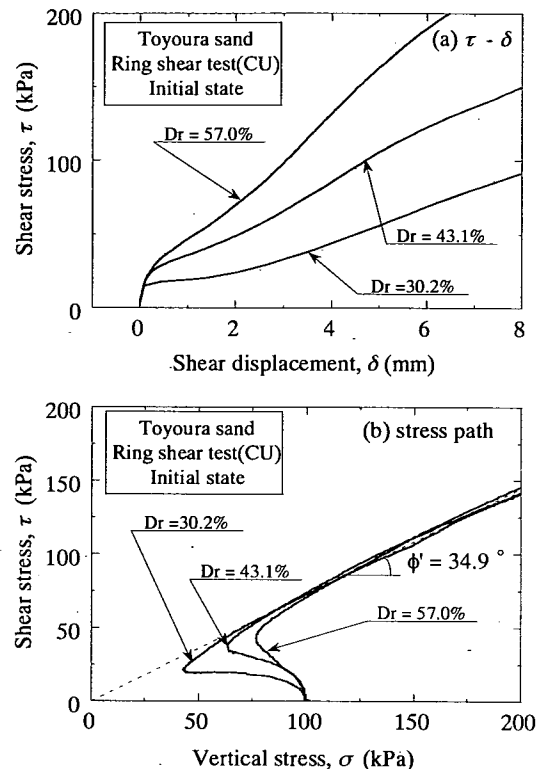 200
(a) τ - δ
Toyoura sand
Ring shear test(CU)
Initial state
Dr = 57.0%
100
Dr = 43.1%
Dr = 30.2%
0
0
2
4
6
8
Shear stress, τ (kPa)
Shear displacement, δ (mm)
200
(b) stress path
Toyoura sand
Ring shear test(CU)
Initial state
150
Dr=30.2%
100
Dr = 43.1%
ϕ' = 34.9 °
Dr = 57.0%
50
0
0
50
100
150
200
Shear stress, τ (kPa)
Vertical stress, σ (kPa)